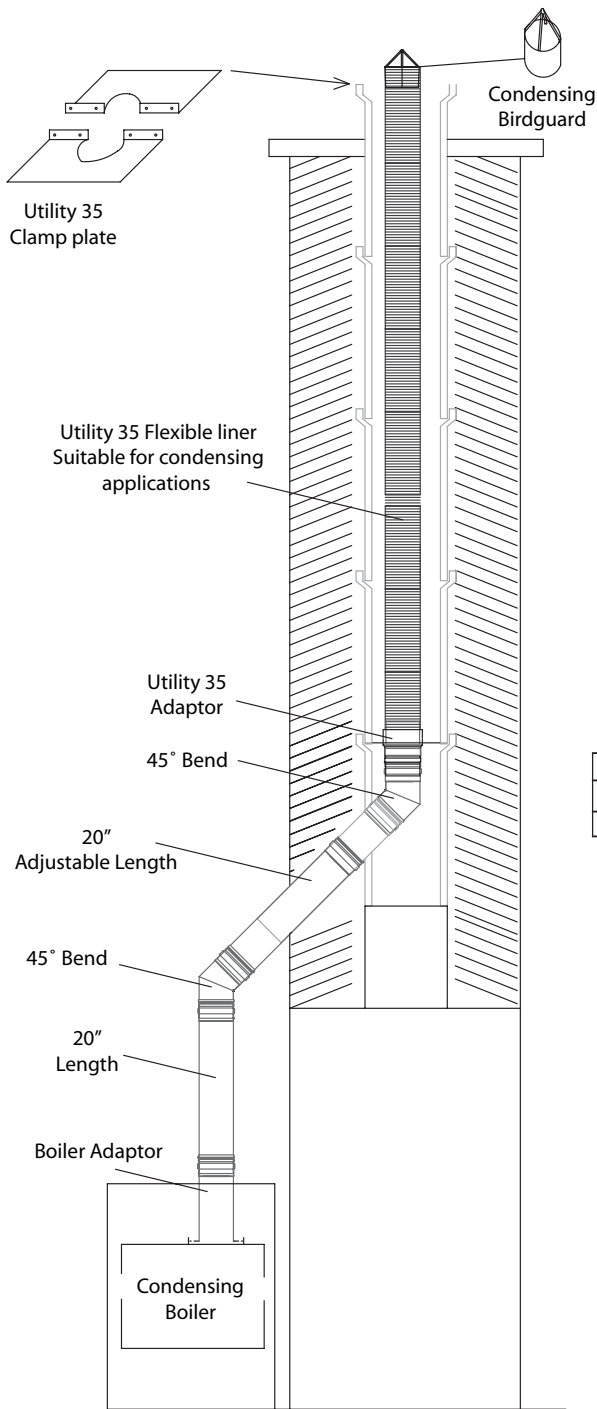 Condensing
Birdguard
Utility 35
Clamp plate
Utility 35 Flexible liner
Suitable for condensing
applications
Utility 35
Adaptor
45˚ Bend
20”
Adjustable Length
45˚ Bend
20”
Length
Boiler Adaptor
Condensing
Boiler